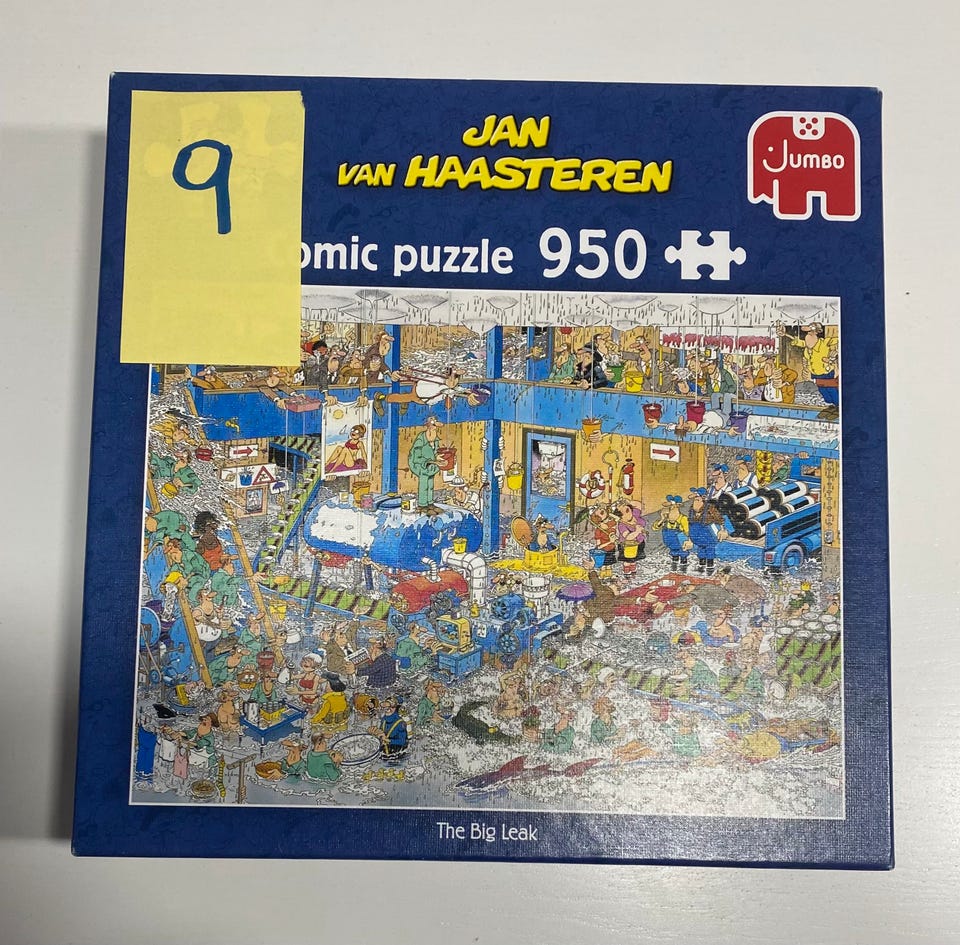 9
JAN
VAN HAASTEREN
JUMBO
omic puzzle 950
The Big Leak